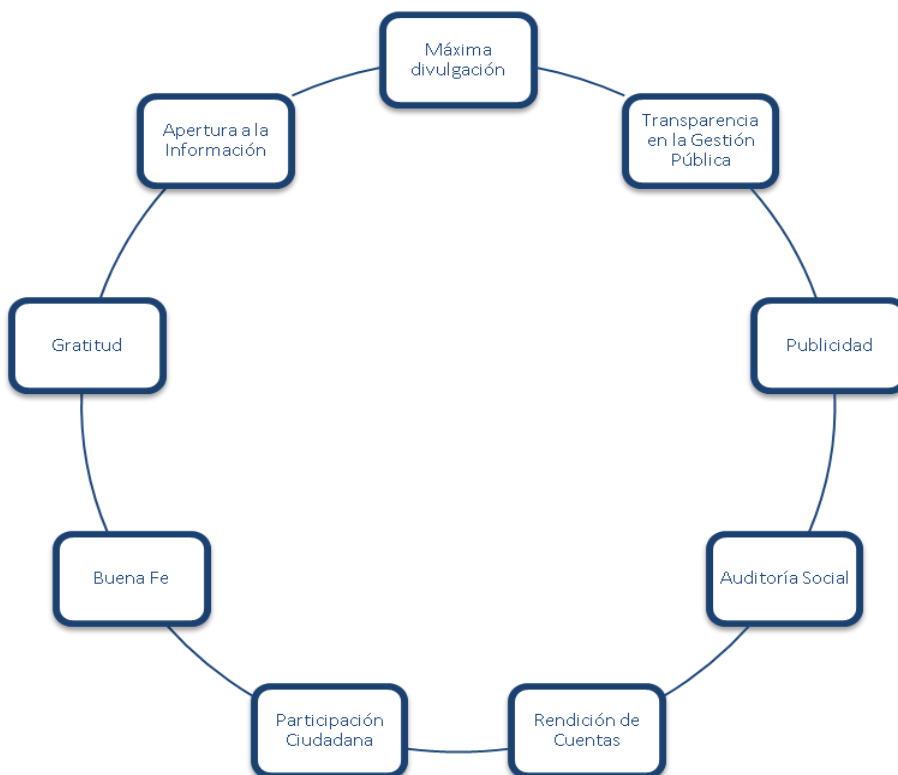 Máxima
divulgación
Transparencia
en la Gestión
Pública
Publicidad
Auditoría Social
Rendición de
Cuentas
Participación
Ciudadana
Buena Fe
Gratitud
Apertura a la
Información